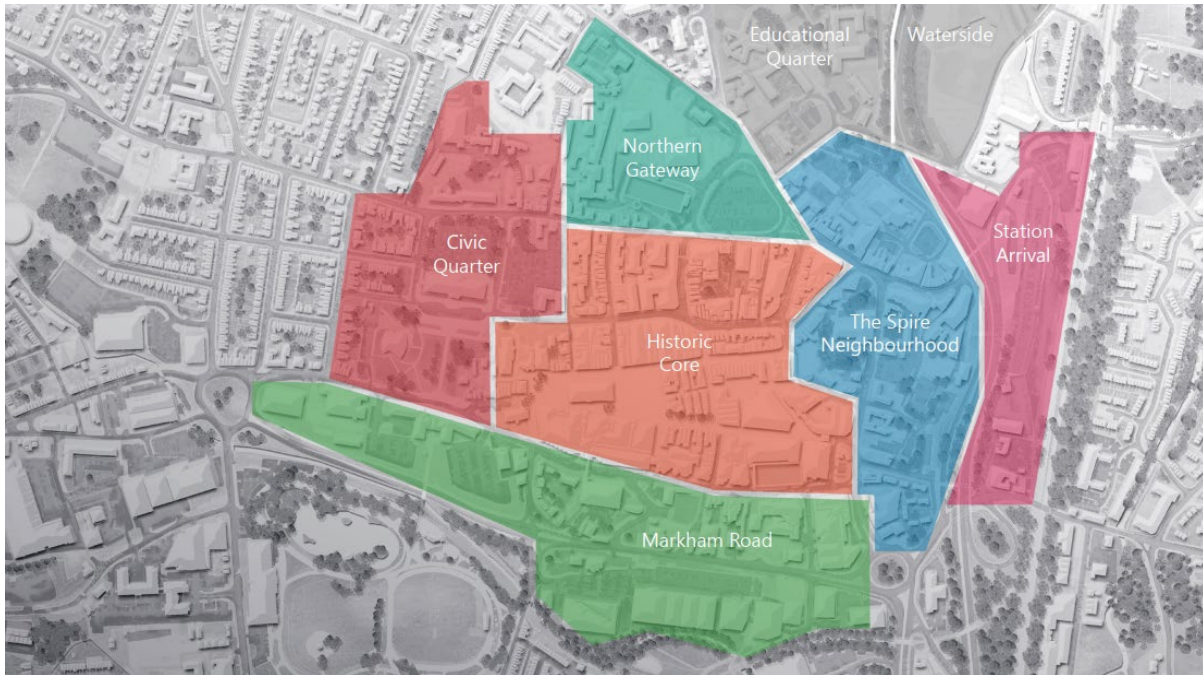 Educational
Quarter
Waterside
Northern
Gateway
Civic
Quarter
Station
Arrival
The Spire
Neighbourhood
Historic
Core
Markham Road